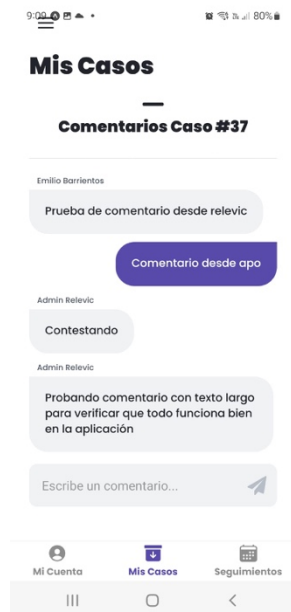 9:09
80%
Mis Casos
Comentarios Caso #37
Emilio Barrientos
Prueba de comentario desde relevic
Comentario desde apo
Admin Relevic
Contestando
Admin Relevic
Probando comentario con texto largo
para verificar que todo funciona bien
en la aplicación
Escribe un comentario...
Mi Cuenta
Mis Casos
Seguimientos